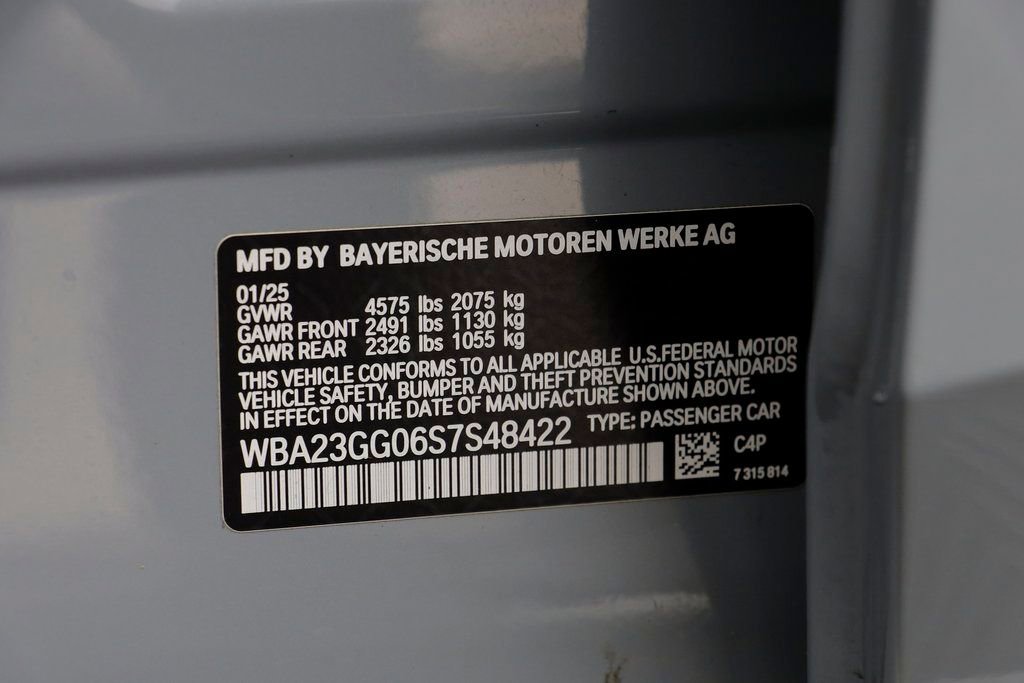 MFD BY BAYERISCHE MOTOREN WERKE AG
01/25
GVWR 4575 lbs 2075 kg
GAWR FRONT 2491 lbs 1130 kg
GAWR REAR 2326 lbs 1055 kg
THIS VEHICLE CONFORMS TO ALL APPLICABLE U.S.FEDERAL MOTOR
VEHICLE SAFETY, BUMPER AND THEFT PREVENTION STANDARDS
IN EFFECT ON THE DATE OF MANUFACTURE SHOWN ABOVE.
WBA23GG06S7S48422 TYPE: PASSENGER CAR
C4P
7 315 814